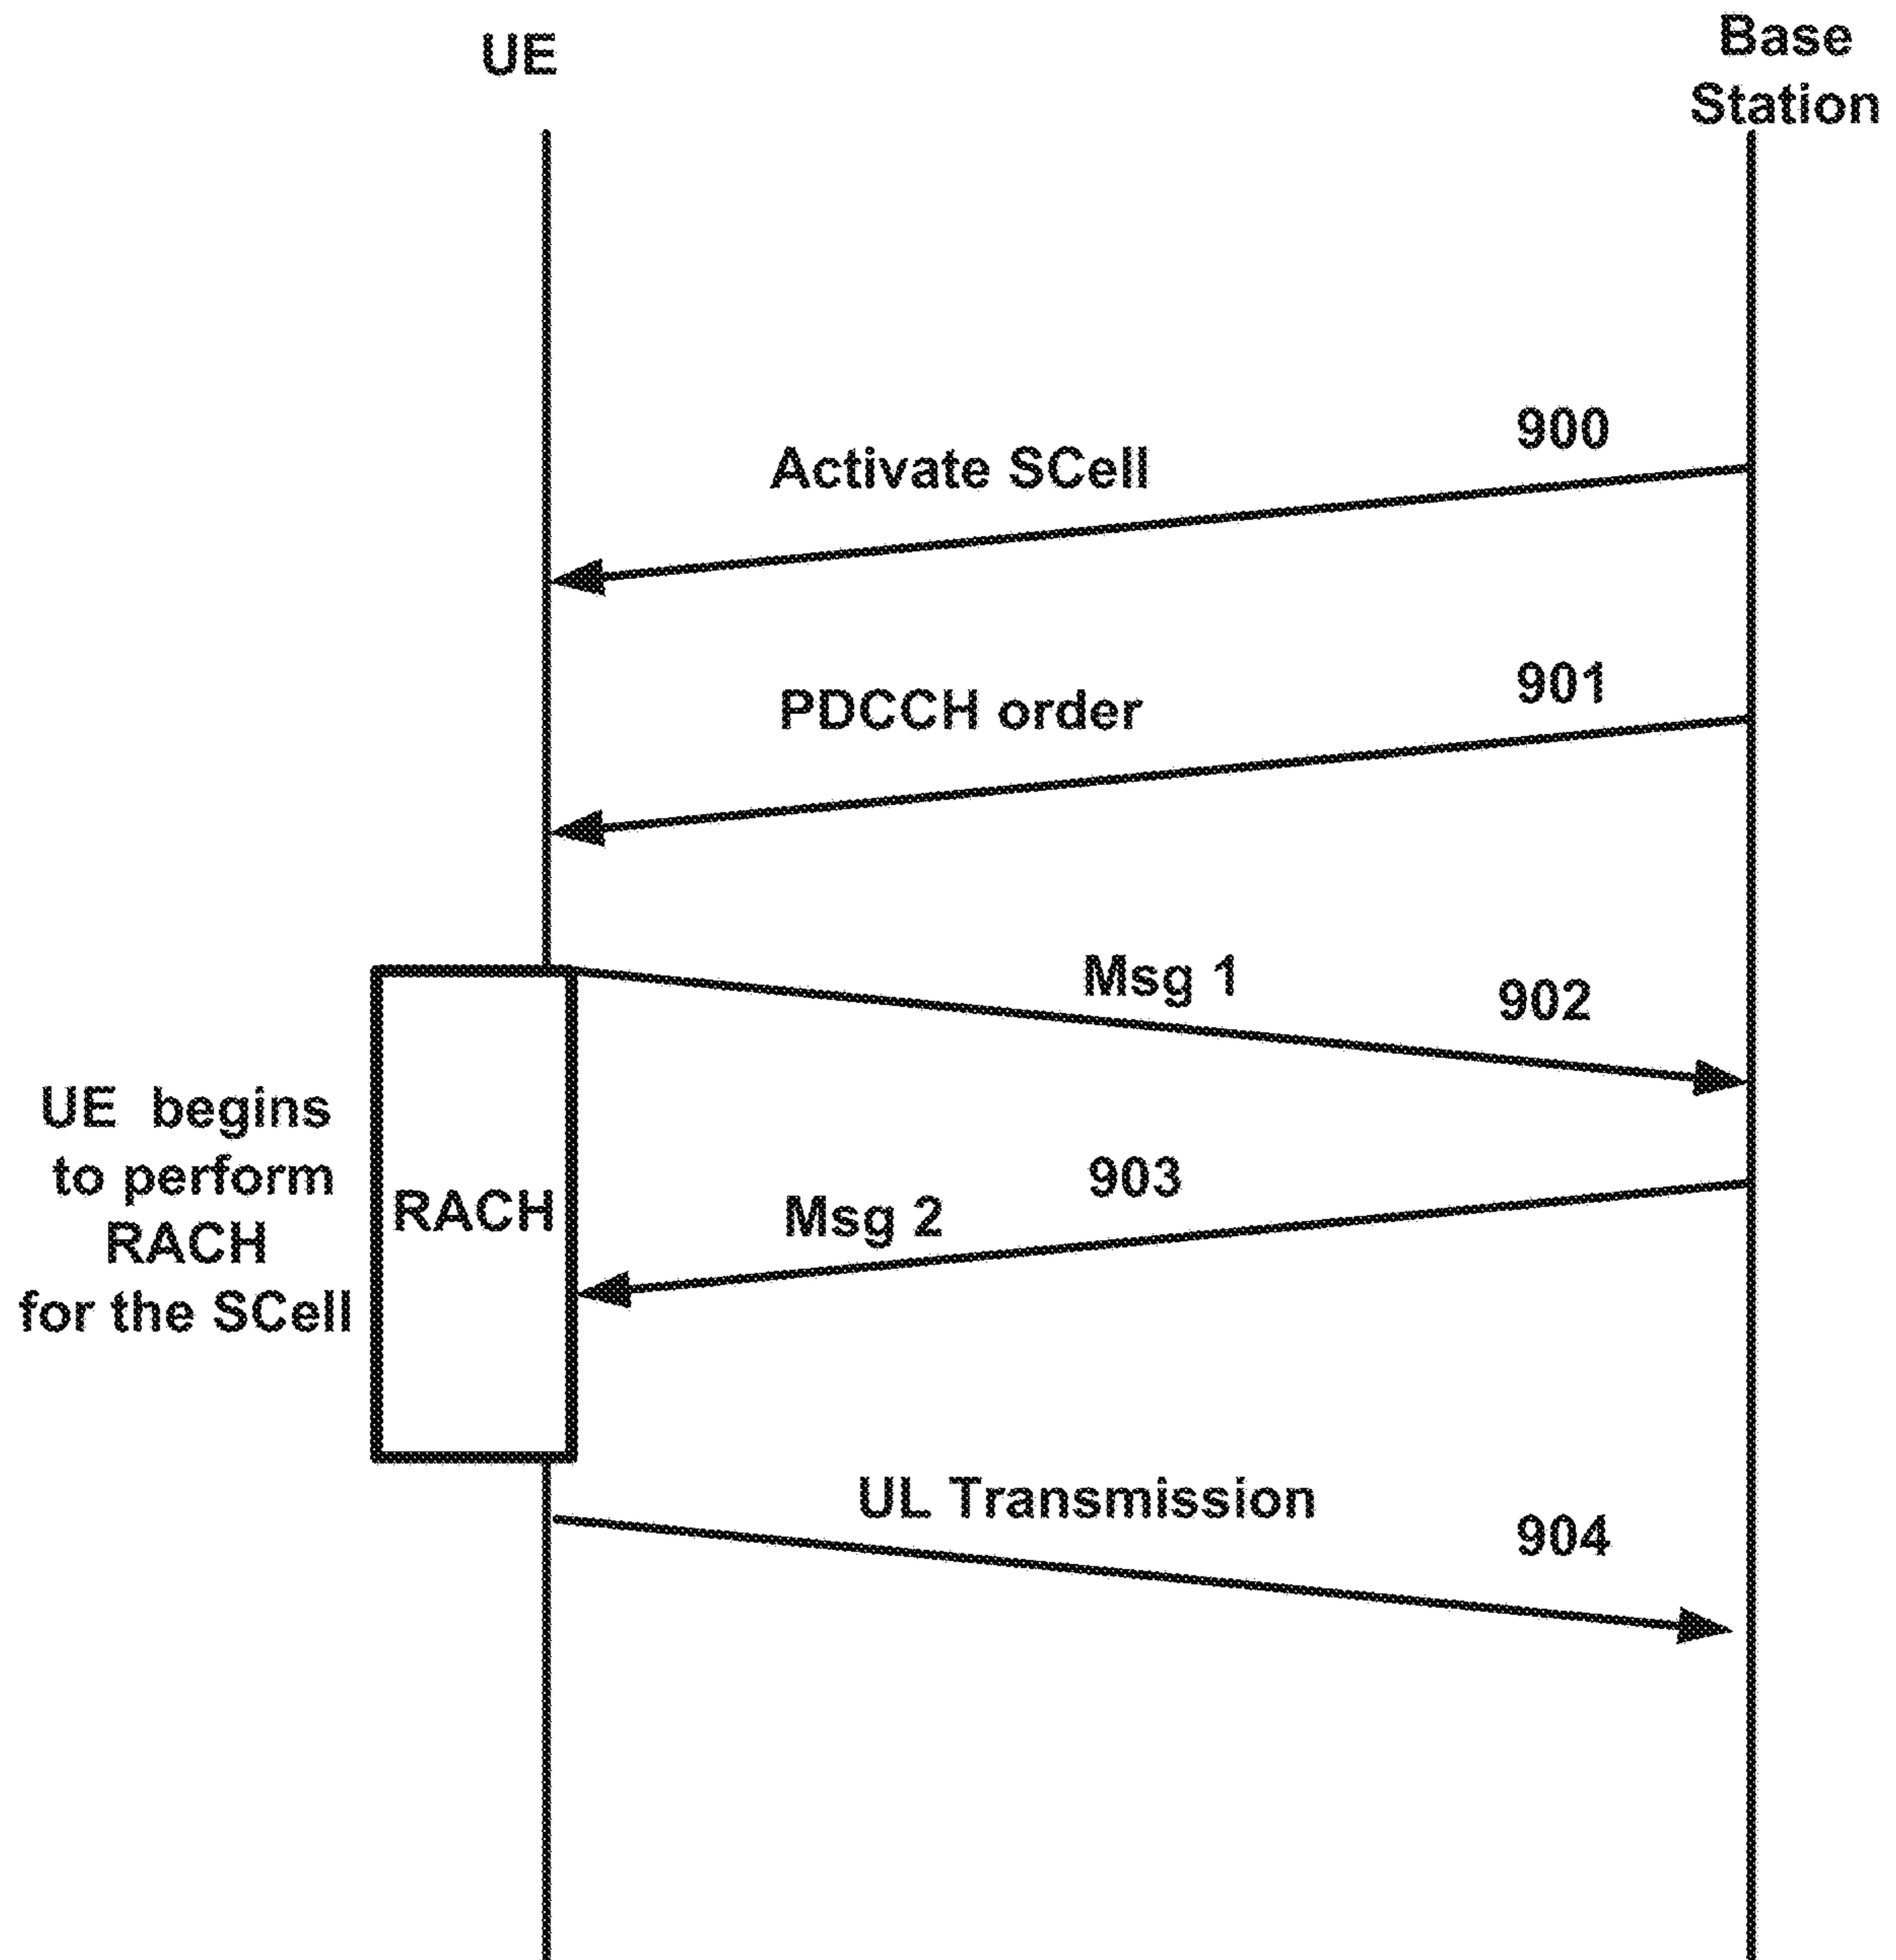 UE
Base
Station
900
Activate SCell
901
PDCCH order
Msg 1
902
UE begins
to perform
RACH
for the SCell
RACH
903
Msg 2
UL Transmission
904